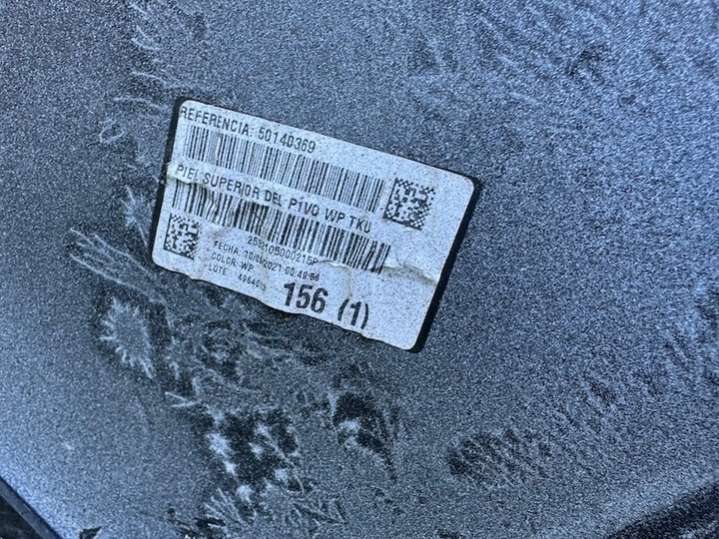 REFERENCIA: 50140369
PIEL SUPERIOR DEL PIVO WP TKU
FECHA:
COLOR: WP
LOTE:
156 (1)